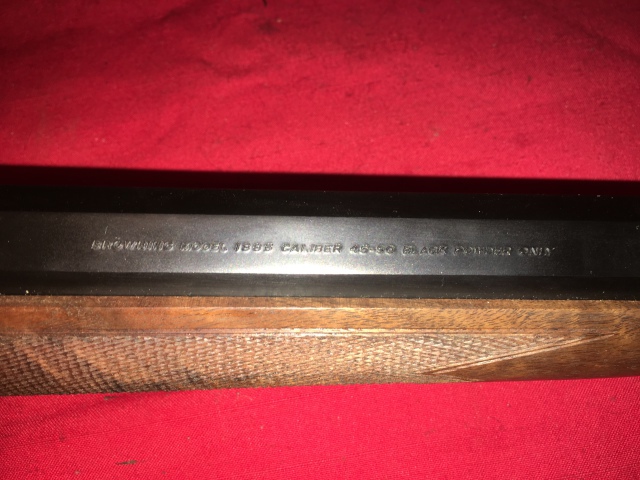 BROWNING MODEL 1885 CALIBER 45-90 BLACK POWDER ONLY